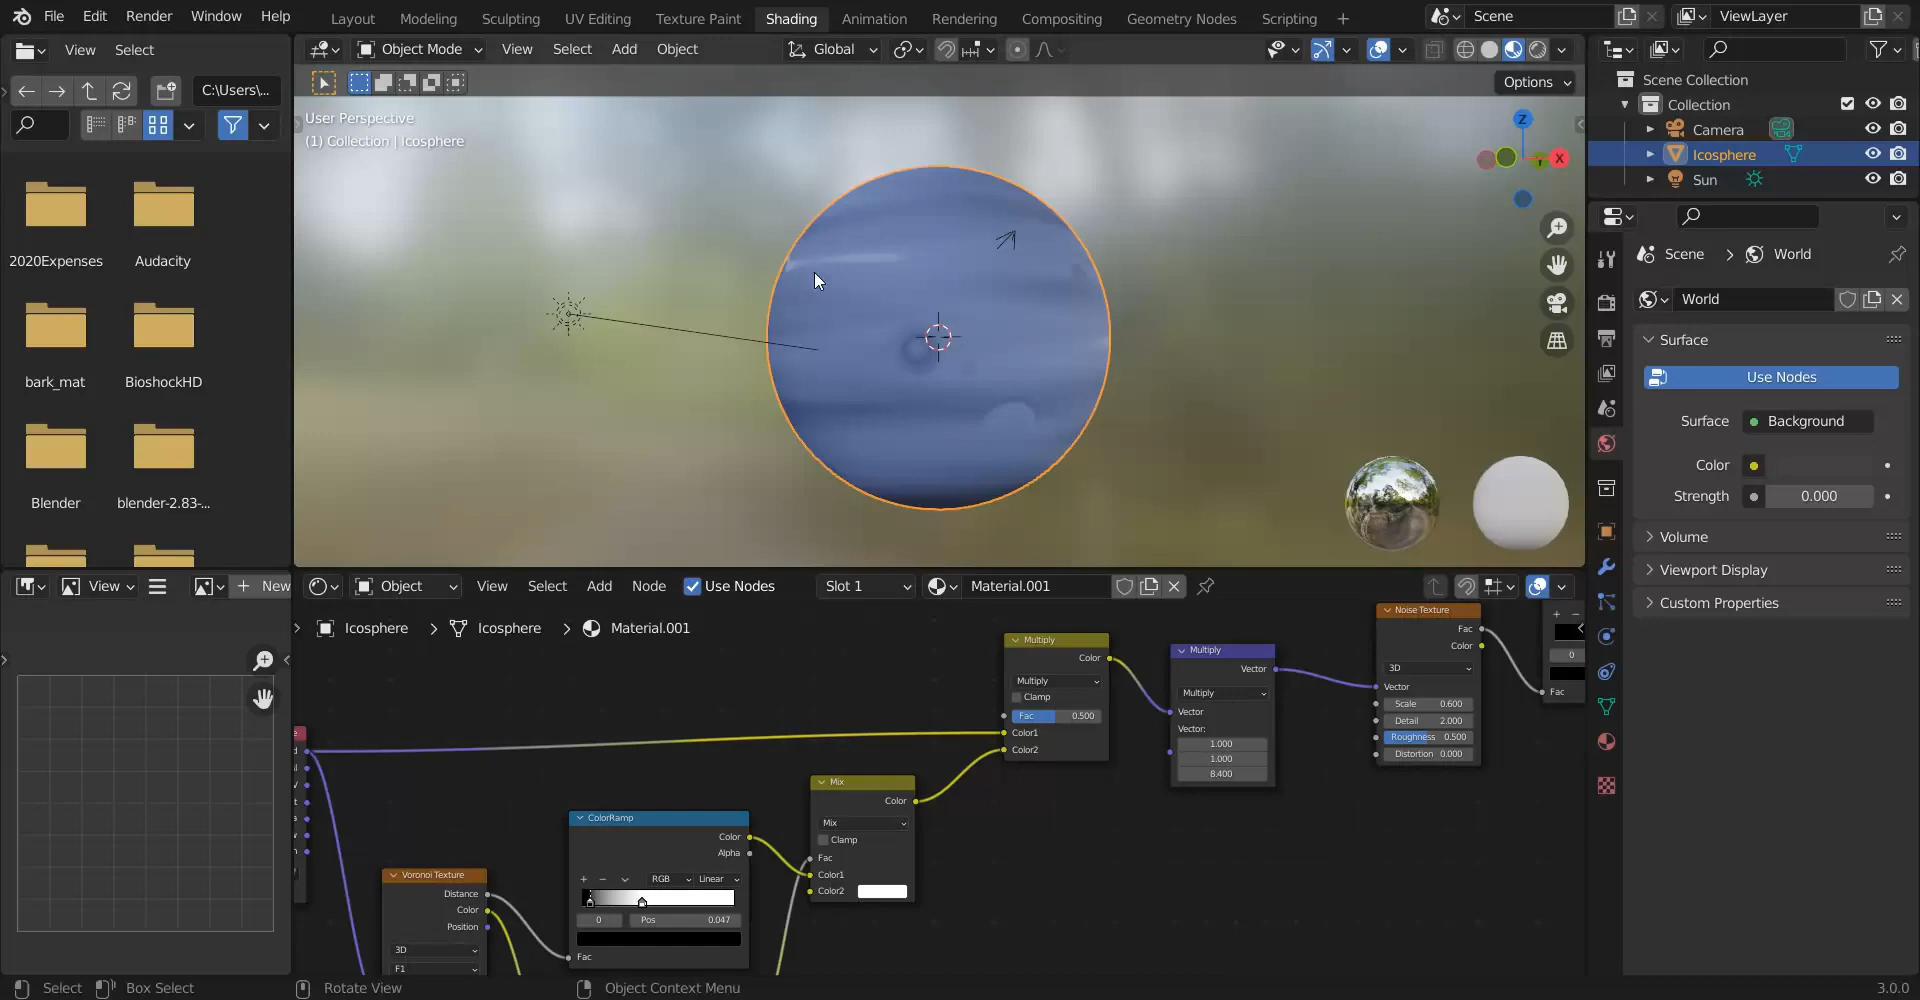 File Edit Render Window Help Layout Modeling Sculpting UV Editing Texture Paint Shading Animation Rendering Compositing Geometry Nodes Scripting + Scene ViewLayer
View Select
Object Mode View Select Add Object Global
C:\Users\...
Options
User Perspective
(1) Collection | Icosphere
Z
X
Scene Collection
Collection
Camera
Icosphere
Sun
2020Expenses Audacity
bark_mat BioshockHD
Blender blender-2.83-...
Scene > World
World
Surface
Use Nodes
Surface Background
Color
Strength 0.000
Volume
Viewport Display
Custom Properties
View + New
Object View Select Add Node Use Nodes Slot 1 Material.001
Icosphere > Icosphere > Material.001
Multiply
Color
Multiply
Clamp
Fac 0.500
Color1
Color2
Multiply
Vector
Multiply
Vector
Vector:
1.000
1.000
8.400
Noise Texture
Fac
Color
3D
Vector
Scale 0.600
Detail 2.000
Roughness 0.500
Distortion 0.000
0
Fac
Mix
Color
Mix
Clamp
Fac
Color1
Color2
ColorRamp
Color
Alpha
RGB Linear
0 Pos 0.047
Fac
Voronoi Texture
Distance
Color
Position
3D
F1
Select Box Select Rotate View Object Context Menu 3.0.0